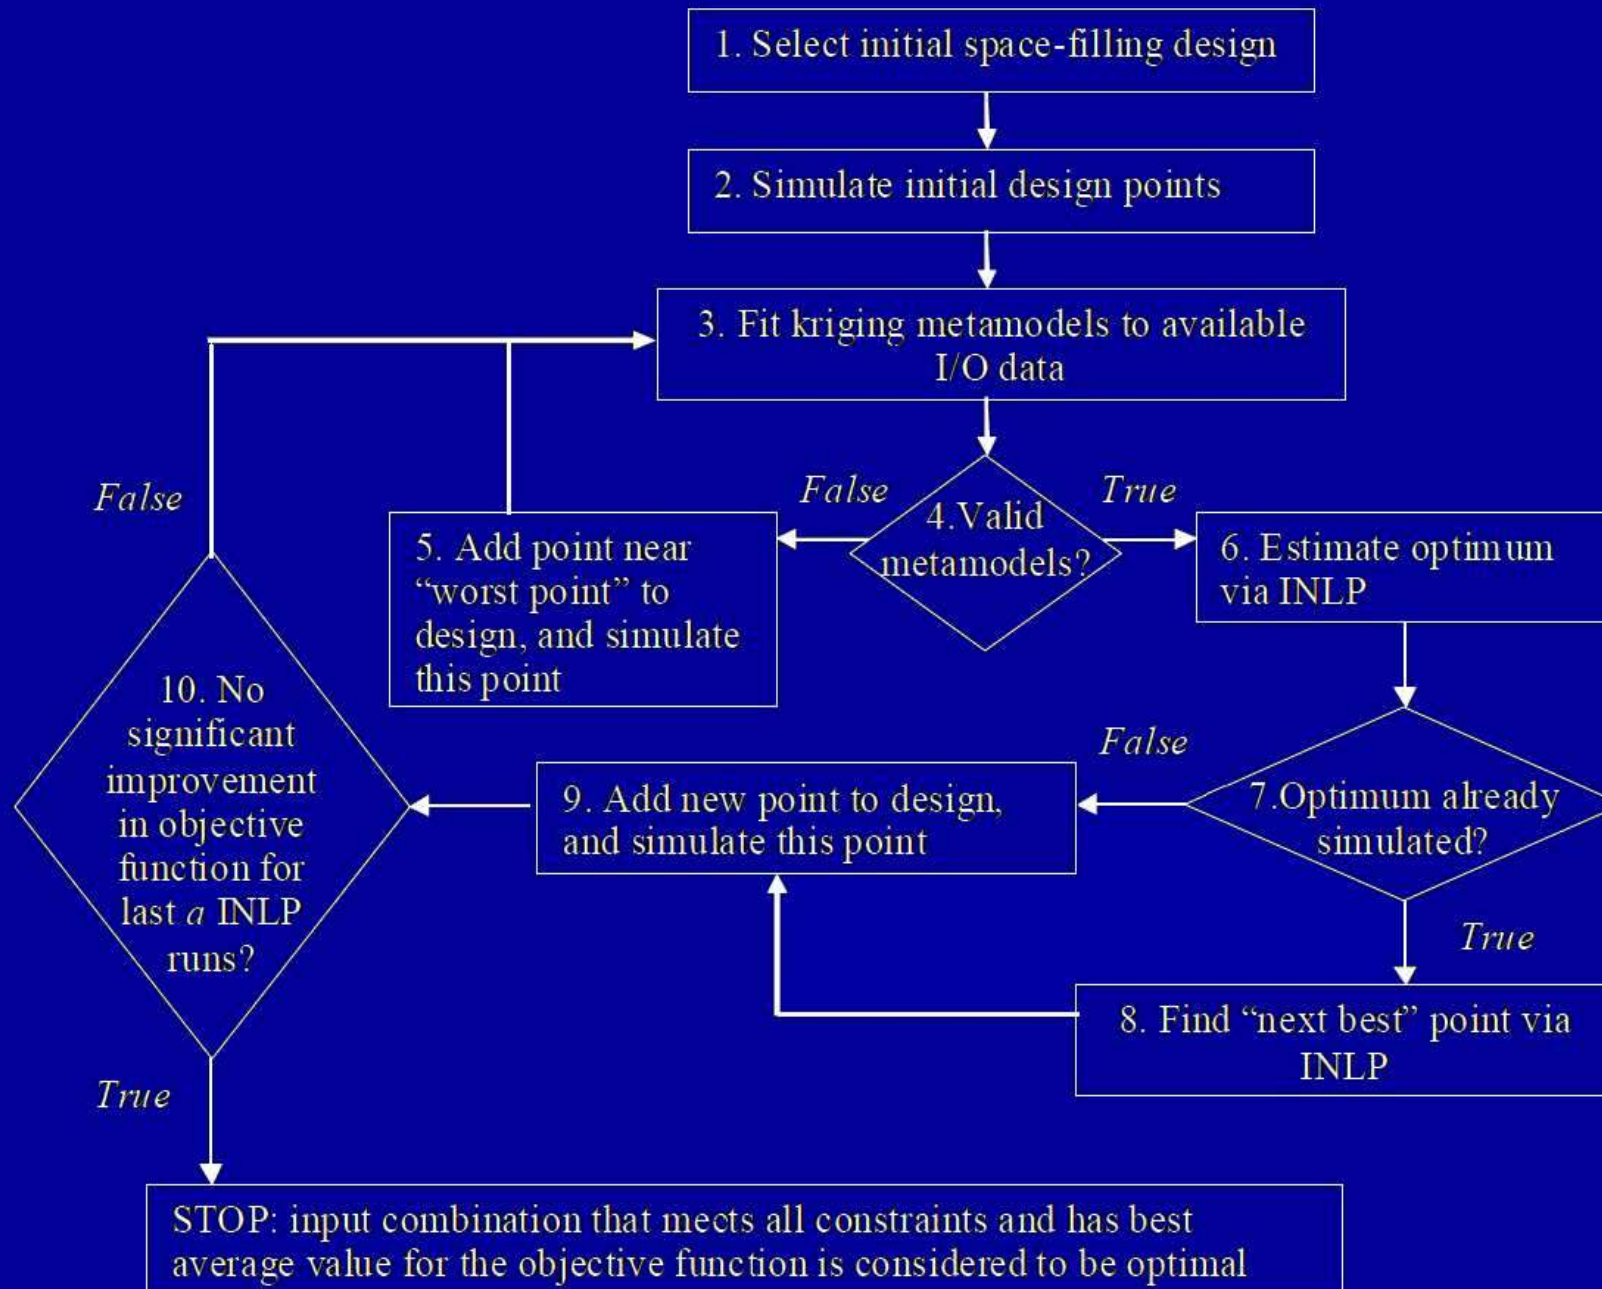 1. Select initial space-filling design
2. Simulate initial design points
3. Fit kriging metamodels to available
I/O data
False
True
4.Valid
metamodels?
5. Add point near
“worst point” to
design, and simulate
this point
6. Estimate optimum
via INLP
False
7.Optimum already
simulated?
True
8. Find “next best” point via
INLP
9. Add new point to design,
and simulate this point
False
10. No
significant
improvement
in objective
function for
last a INLP
runs?
True
STOP: input combination that meets all constraints and has best
average value for the objective function is considered to be optimal